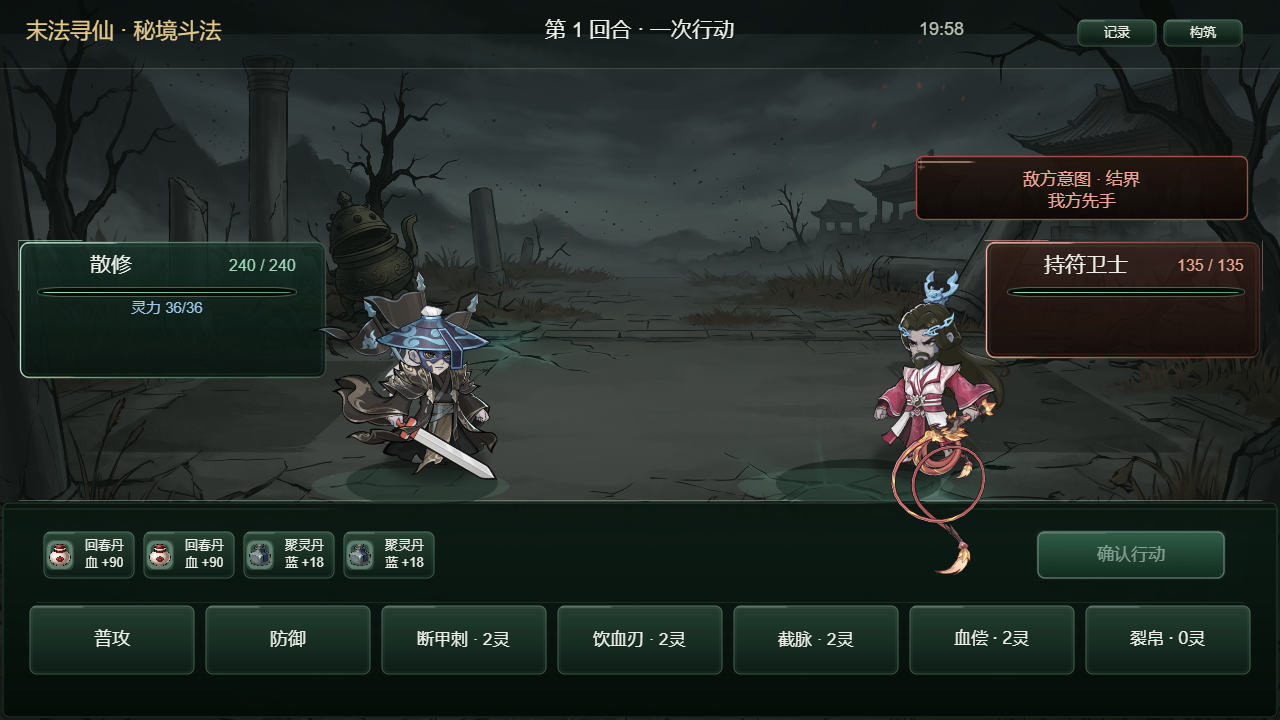 末法寻仙 · 秘境斗法
第 1 回合 · 一次行动
19:58
记录
构筑
敌方意图 · 结界
我方先手
散修
240 / 240
灵力 36/36
持符卫士
135 / 135
回春丹
血 +90
回春丹
血 +90
聚灵丹
蓝 +18
聚灵丹
蓝 +18
确认行动
普攻
防御
断甲刺 · 2灵
饮血刃 · 2灵
截脉 · 2灵
血偿 · 2灵
裂帛 · 0灵